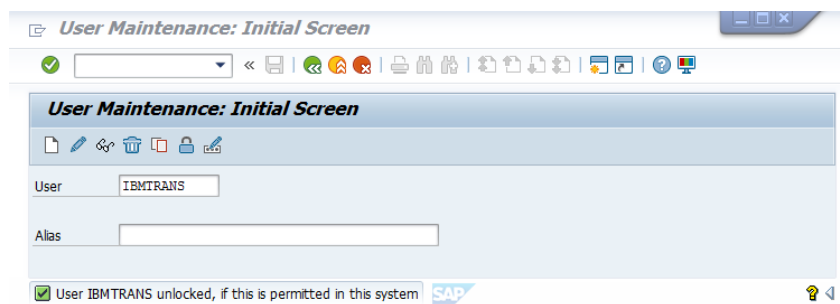 User Maintenance: Initial Screen
User Maintenance: Initial Screen
User IBMTRANS
Alias
User IBMTRANS unlocked, if this is permitted in this system SAP